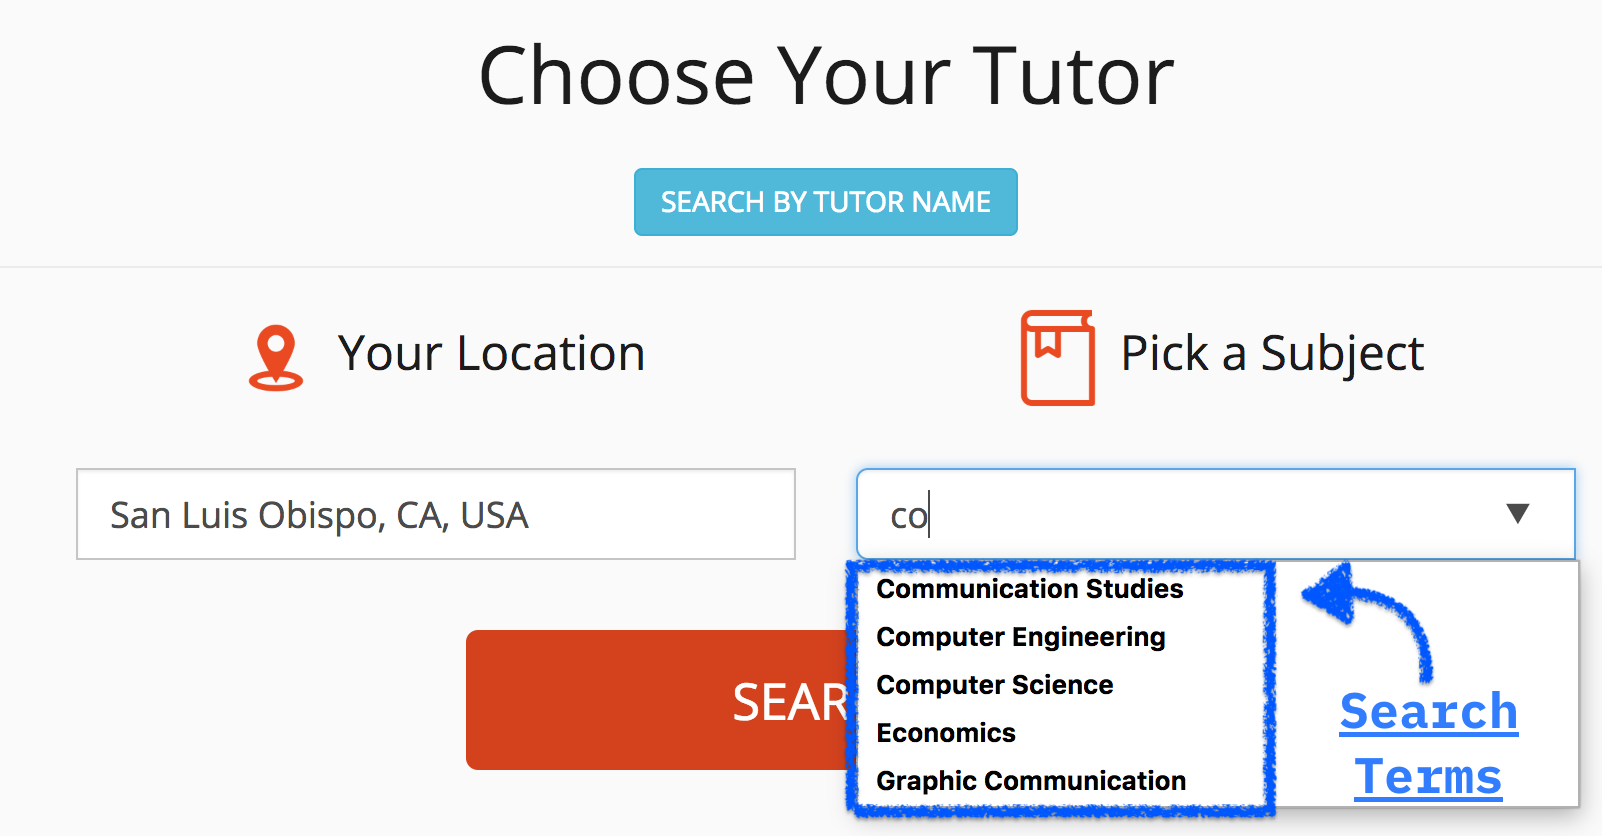 Choose Your Tutor
SEARCH BY TUTOR NAME
Your Location
Pick a Subject
San Luis Obispo, CA, USA
co
SEAR
Communication Studies
Computer Engineering
Computer Science
Economics
Graphic Communication
Search
Terms